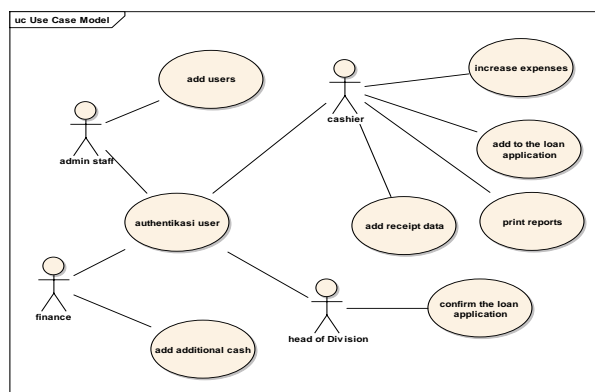 uc Use Case Model
add users
increase expenses
cashier
add to the loan
application
admin staff
authentikasi user
add receipt data
print reports
finance
confirm the loan
application
head of Division
add additional cash